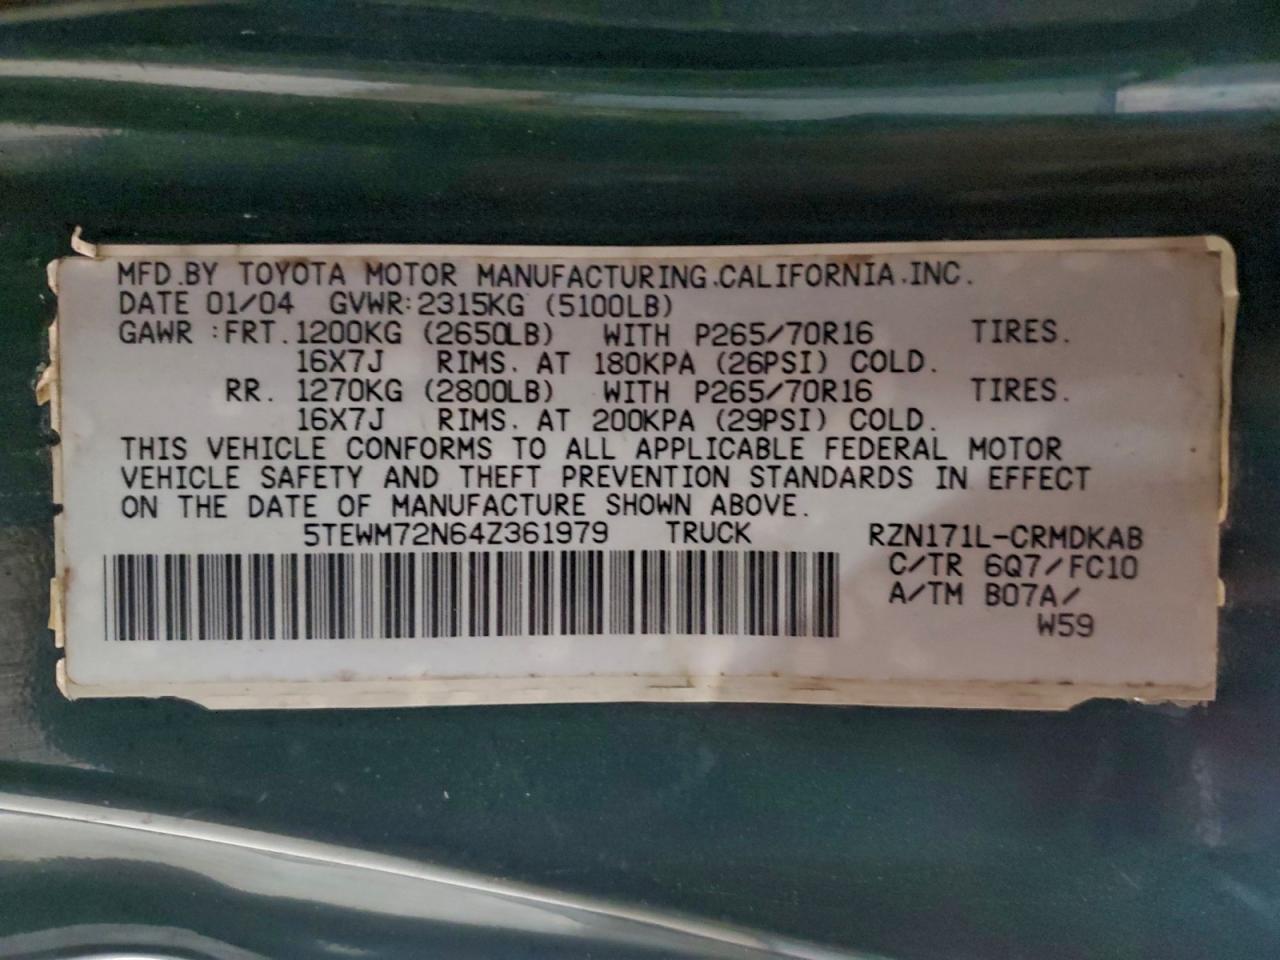 MFD.BY TOYOTA MOTOR MANUFACTURING.CALIFORNIA.INC.
DATE 01/04 GVWR:2315KG (5100LB)
GAWR :FRT.1200KG (2650LB) WITH P265/70R16 TIRES.
16X7J RIMS. AT 180KPA (26PSI) COLD.
RR. 1270KG (2800LB) WITH P265/70R16 TIRES.
16X7J RIMS. AT 200KPA (29PSI) COLD.
THIS VEHICLE CONFORMS TO ALL APPLICABLE FEDERAL MOTOR
VEHICLE SAFETY AND THEFT PREVENTION STANDARDS IN EFFECT
ON THE DATE OF MANUFACTURE SHOWN ABOVE.
5TEWM72N64Z361979 TRUCK RZN171L-CRMDKAB
C/TR 6Q7/FC10
A/TM B07A/
W59